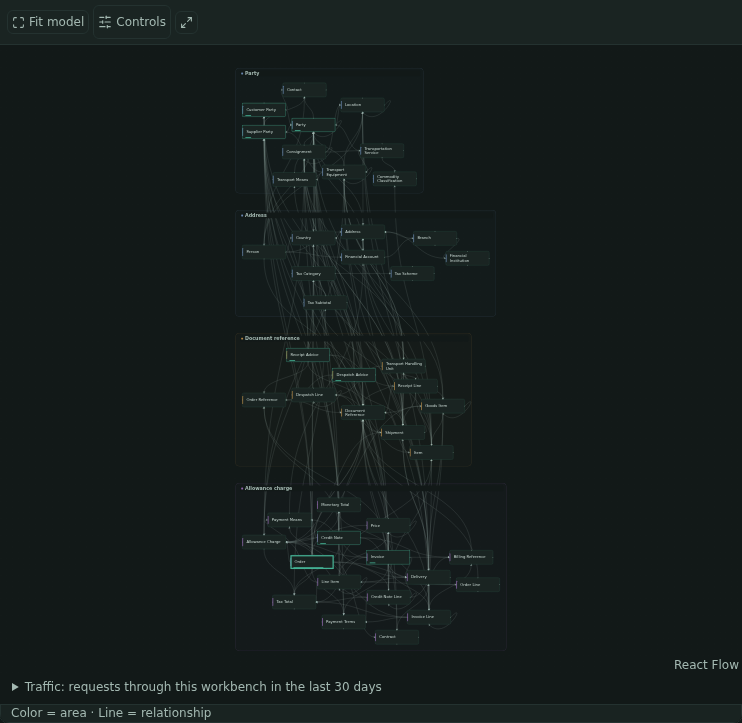 Fit model
Controls
Party
Contact
Location
Customer Party
Party
Supplier Party
Consignment
Transportation
Service
Transport
Equipment
Transport Means
Commodity
Classification
Address
Country
Address
Branch
Person
Financial Account
Financial
Institution
Tax Category
Tax Scheme
Tax Subtotal
Document reference
Receipt Advice
Transport Handling
Unit
Despatch Advice
Receipt Line
Order Reference
Despatch Line
Goods Item
Document
Reference
Shipment
Item
Allowance charge
Monetary Total
Payment Means
Price
Allowance Charge
Credit Note
Order
Invoice
Billing Reference
Line Item
Delivery
Order Line
Tax Total
Credit Note Line
Payment Terms
Invoice Line
Contract
React Flow
Traffic: requests through this workbench in the last 30 days
Color = area · Line = relationship